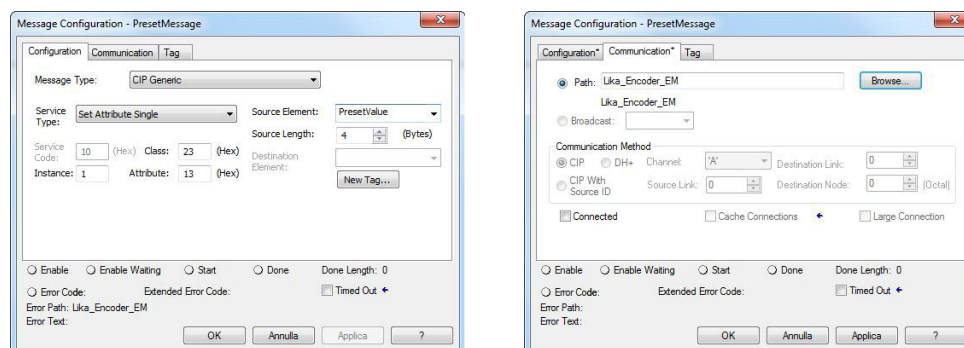 Message Configuration - PresetMessage
Configuration Communication Tag
Message Type: CIP Generic
Service Type: Set Attribute Single Source Element: PresetValue
Source Length: 4 (Bytes)
Service Code: 10 (Hex) Class: 23 (Hex) Destination Element:
Instance: 1 Attribute: 13 (Hex) New Tag...
Enable Enable Waiting Start Done Done Length: 0
Error Code: Extended Error Code: Timed Out
Error Path: Lika_Encoder_EM
Error Text:
OK Annulla Applica ?
Message Configuration - PresetMessage
Configuration* Communication* Tag
Path: Lika_Encoder_EM Browse...
Lika_Encoder_EM
Broadcast:
Communication Method
CIP DH+ Channel: 'A' Destination Link: 0
CIP With Source ID Source Link: 0 Destination Node: 0 (Octal)
Connected Cache Connections Large Connection
Enable Enable Waiting Start Done Done Length: 0
Error Code: Extended Error Code: Timed Out
Error Path:
Error Text:
OK Annulla Applica ?